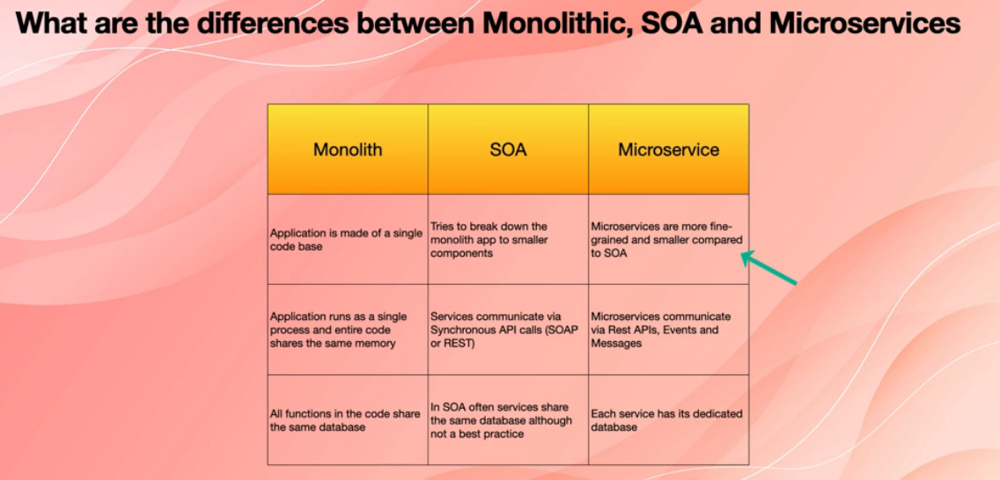 What are the differences between Monolithic, SOA and Microservices
Monolith
SOA
Microservice
Application is made of a single
code base
Tries to break down the
monolith app to smaller
components
Microservices are more fine-
grained and smaller compared
to SOA
Application runs as a single
process and entire code
shares the same memory
Services communicate via
Synchronous API calls (SOAP
or REST)
Microservices communicate
via Rest APIs, Events and
Messages
All functions in the code share
the same database
In SOA often services share
the same database although
not a best practice
Each service has its dedicated
database